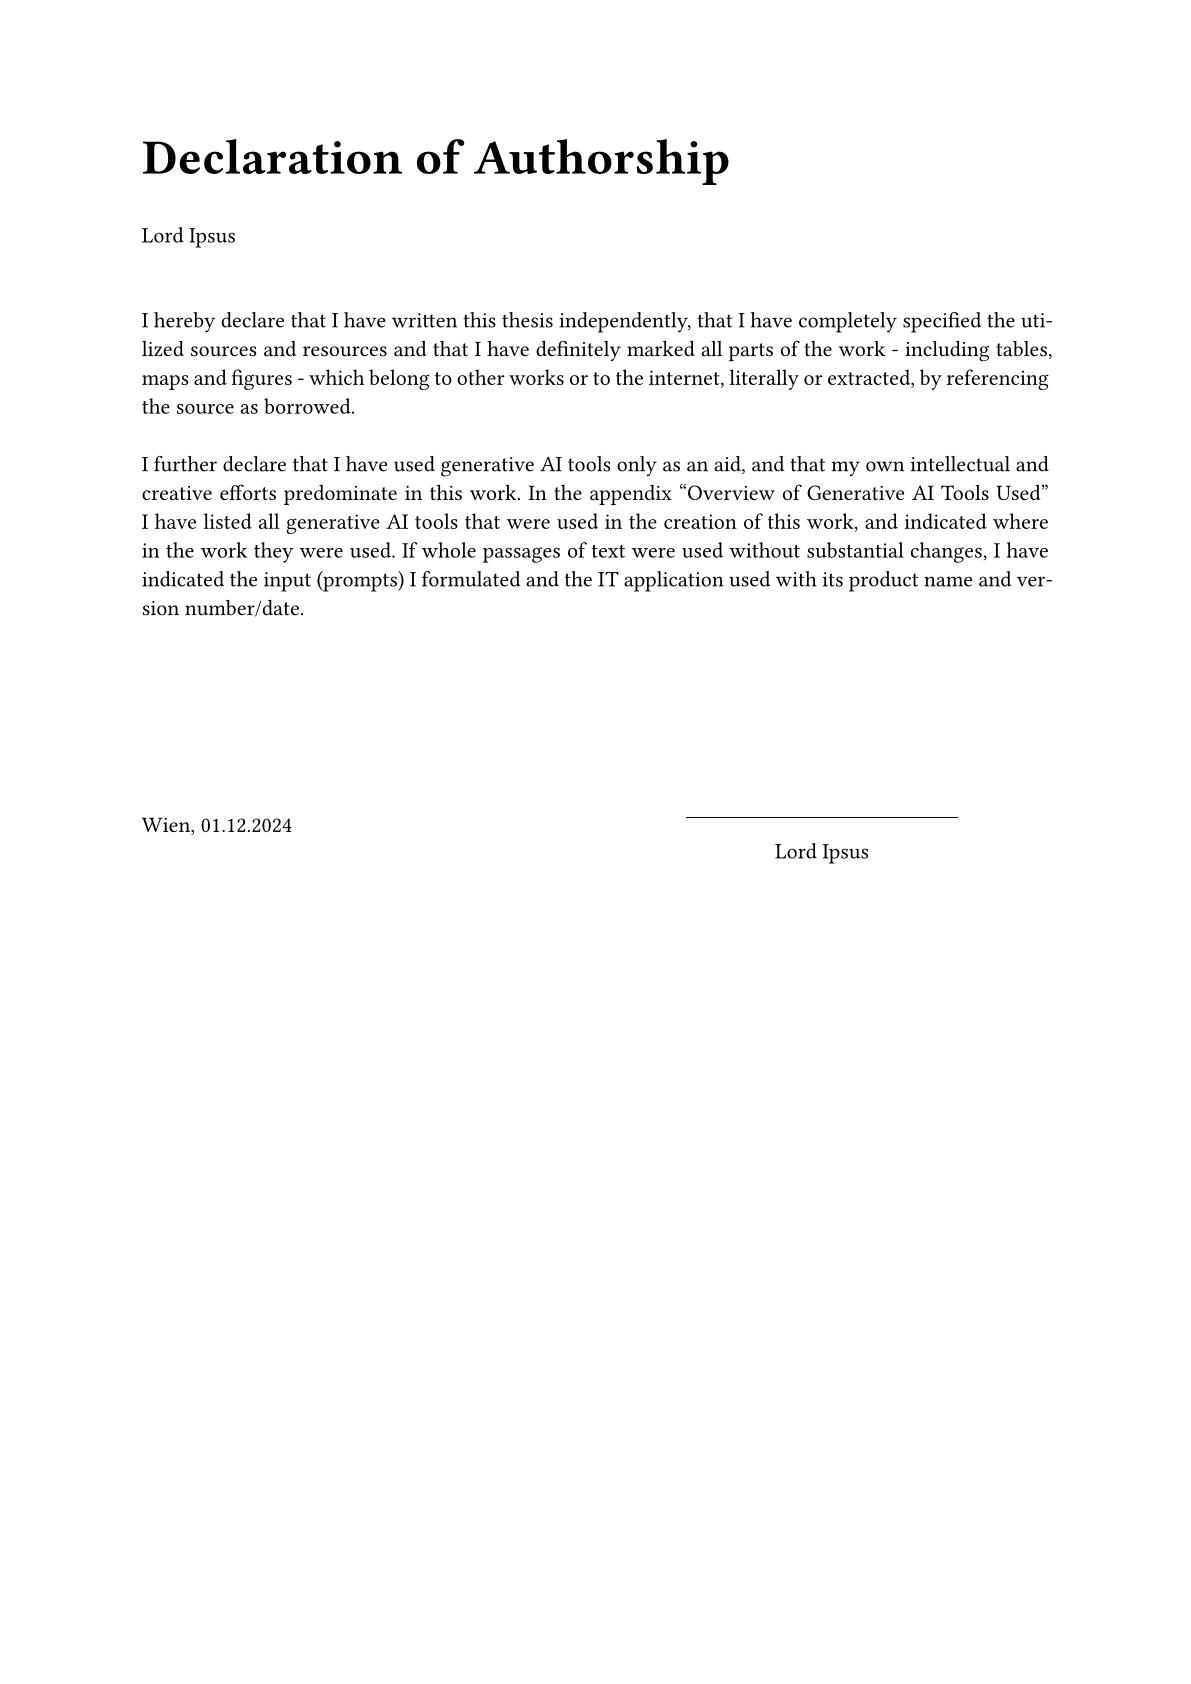 Declaration of Authorship
Lord Ipsus
I hereby declare that I have written this thesis independently, that I have completely specified the uti-
lized sources and resources and that I have definitely marked all parts of the work - including tables,
maps and figures - which belong to other works or to the internet, literally or extracted, by referencing
the source as borrowed.
I further declare that I have used generative AI tools only as an aid, and that my own intellectual and
creative efforts predominate in this work. In the appendix “Overview of Generative AI Tools Used”
I have listed all generative AI tools that were used in the creation of this work, and indicated where
in the work they were used. If whole passages of text were used without substantial changes, I have
indicated the input (prompts) I formulated and the IT application used with its product name and ver-
sion number/date.
Wien, 01.12.2024
Lord Ipsus